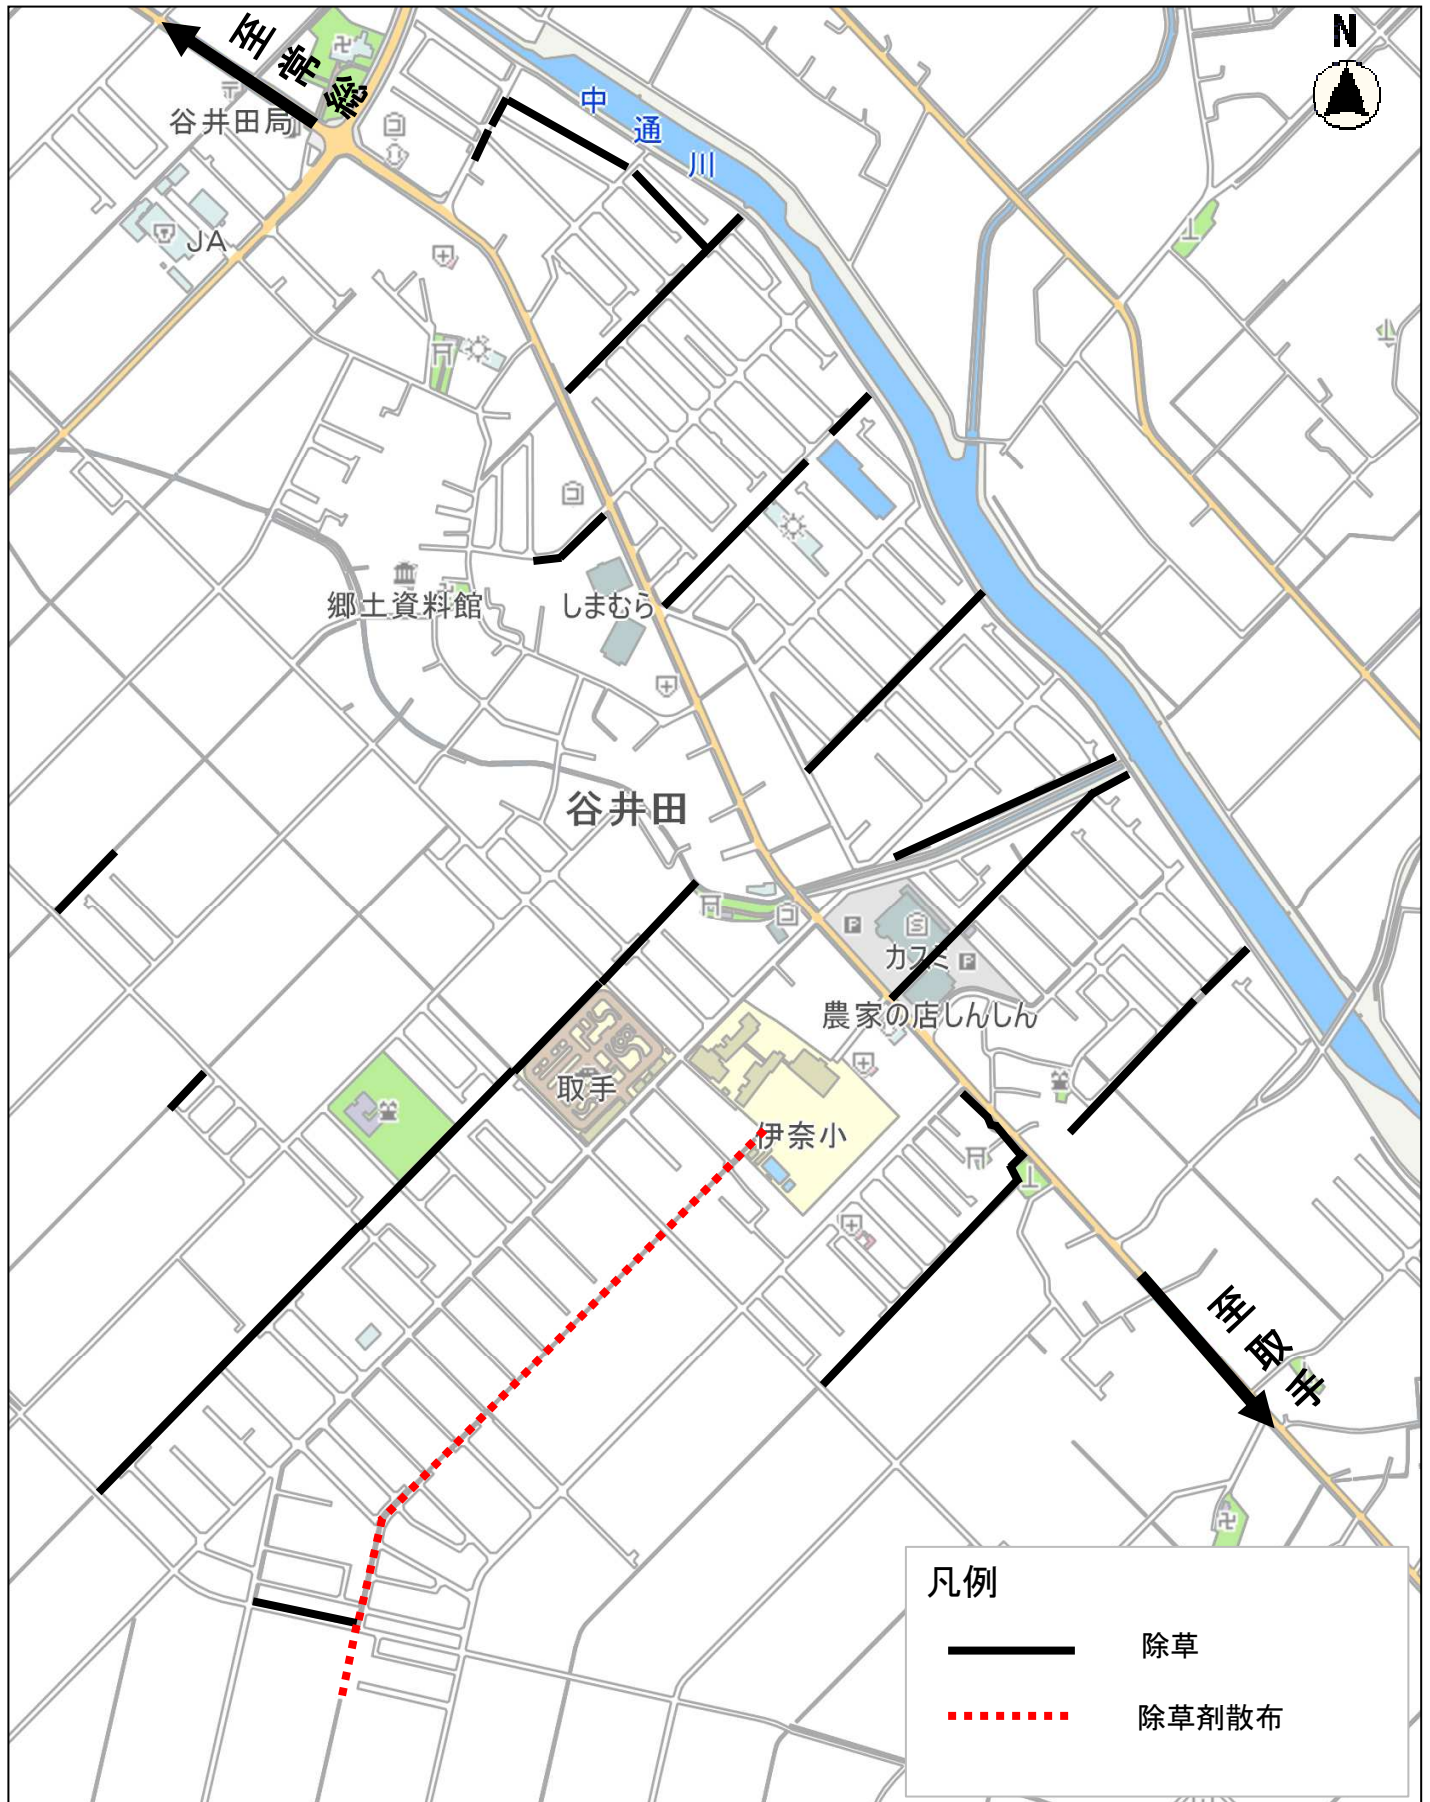 至常総
N
谷井田局
中通川
JA
郷土資料館
しまむら
谷井田
P
S
カスミ
P
農家の店しんしん
取手
伊奈小
至取手
凡例
除草
除草剤散布